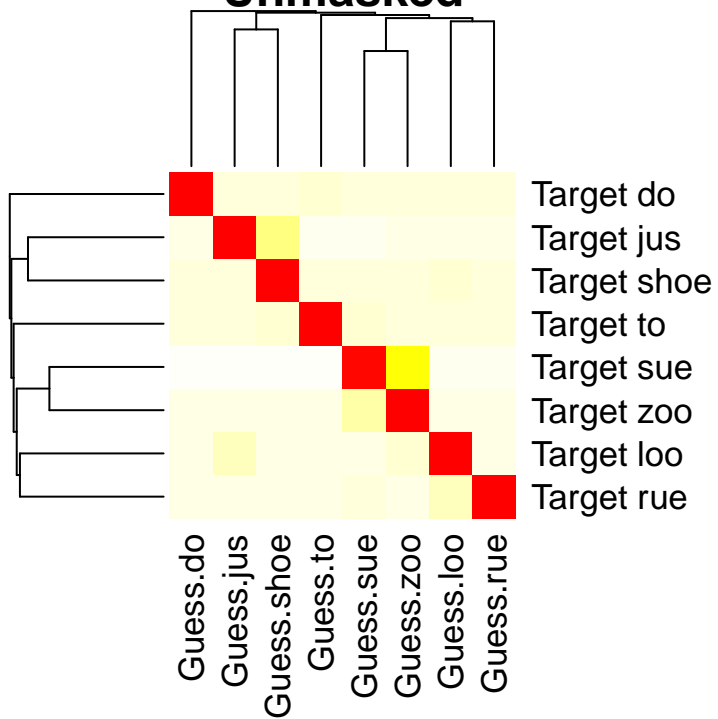 Unmasked
Target do
Target jus
Target shoe
Target to
Target sue
Target zoo
Target loo
Target rue
Guess.do
Guess.jus
Guess.shoe
Guess.to
Guess.sue
Guess.zoo
Guess.loo
Guess.rue